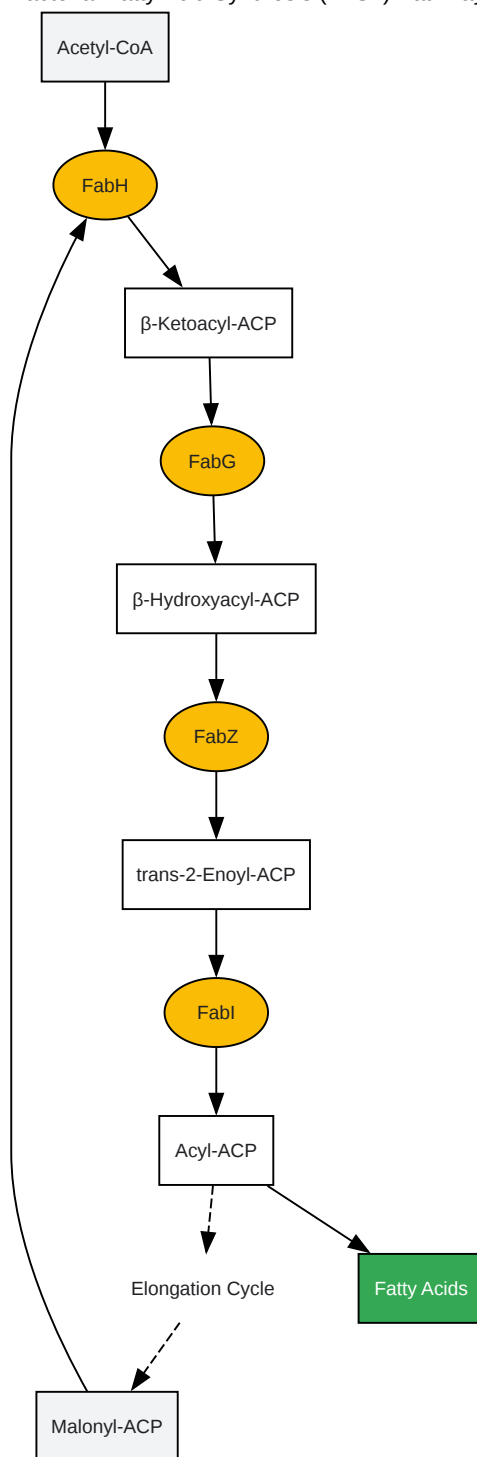 Acetyl-CoA
FabH
β-Ketoacyl-ACP
FabG
β-Hydroxyacyl-ACP
FabZ
trans-2-Enoyl-ACP
FabI
Acyl-ACP
Elongation Cycle
Fatty Acids
Malonyl-ACP